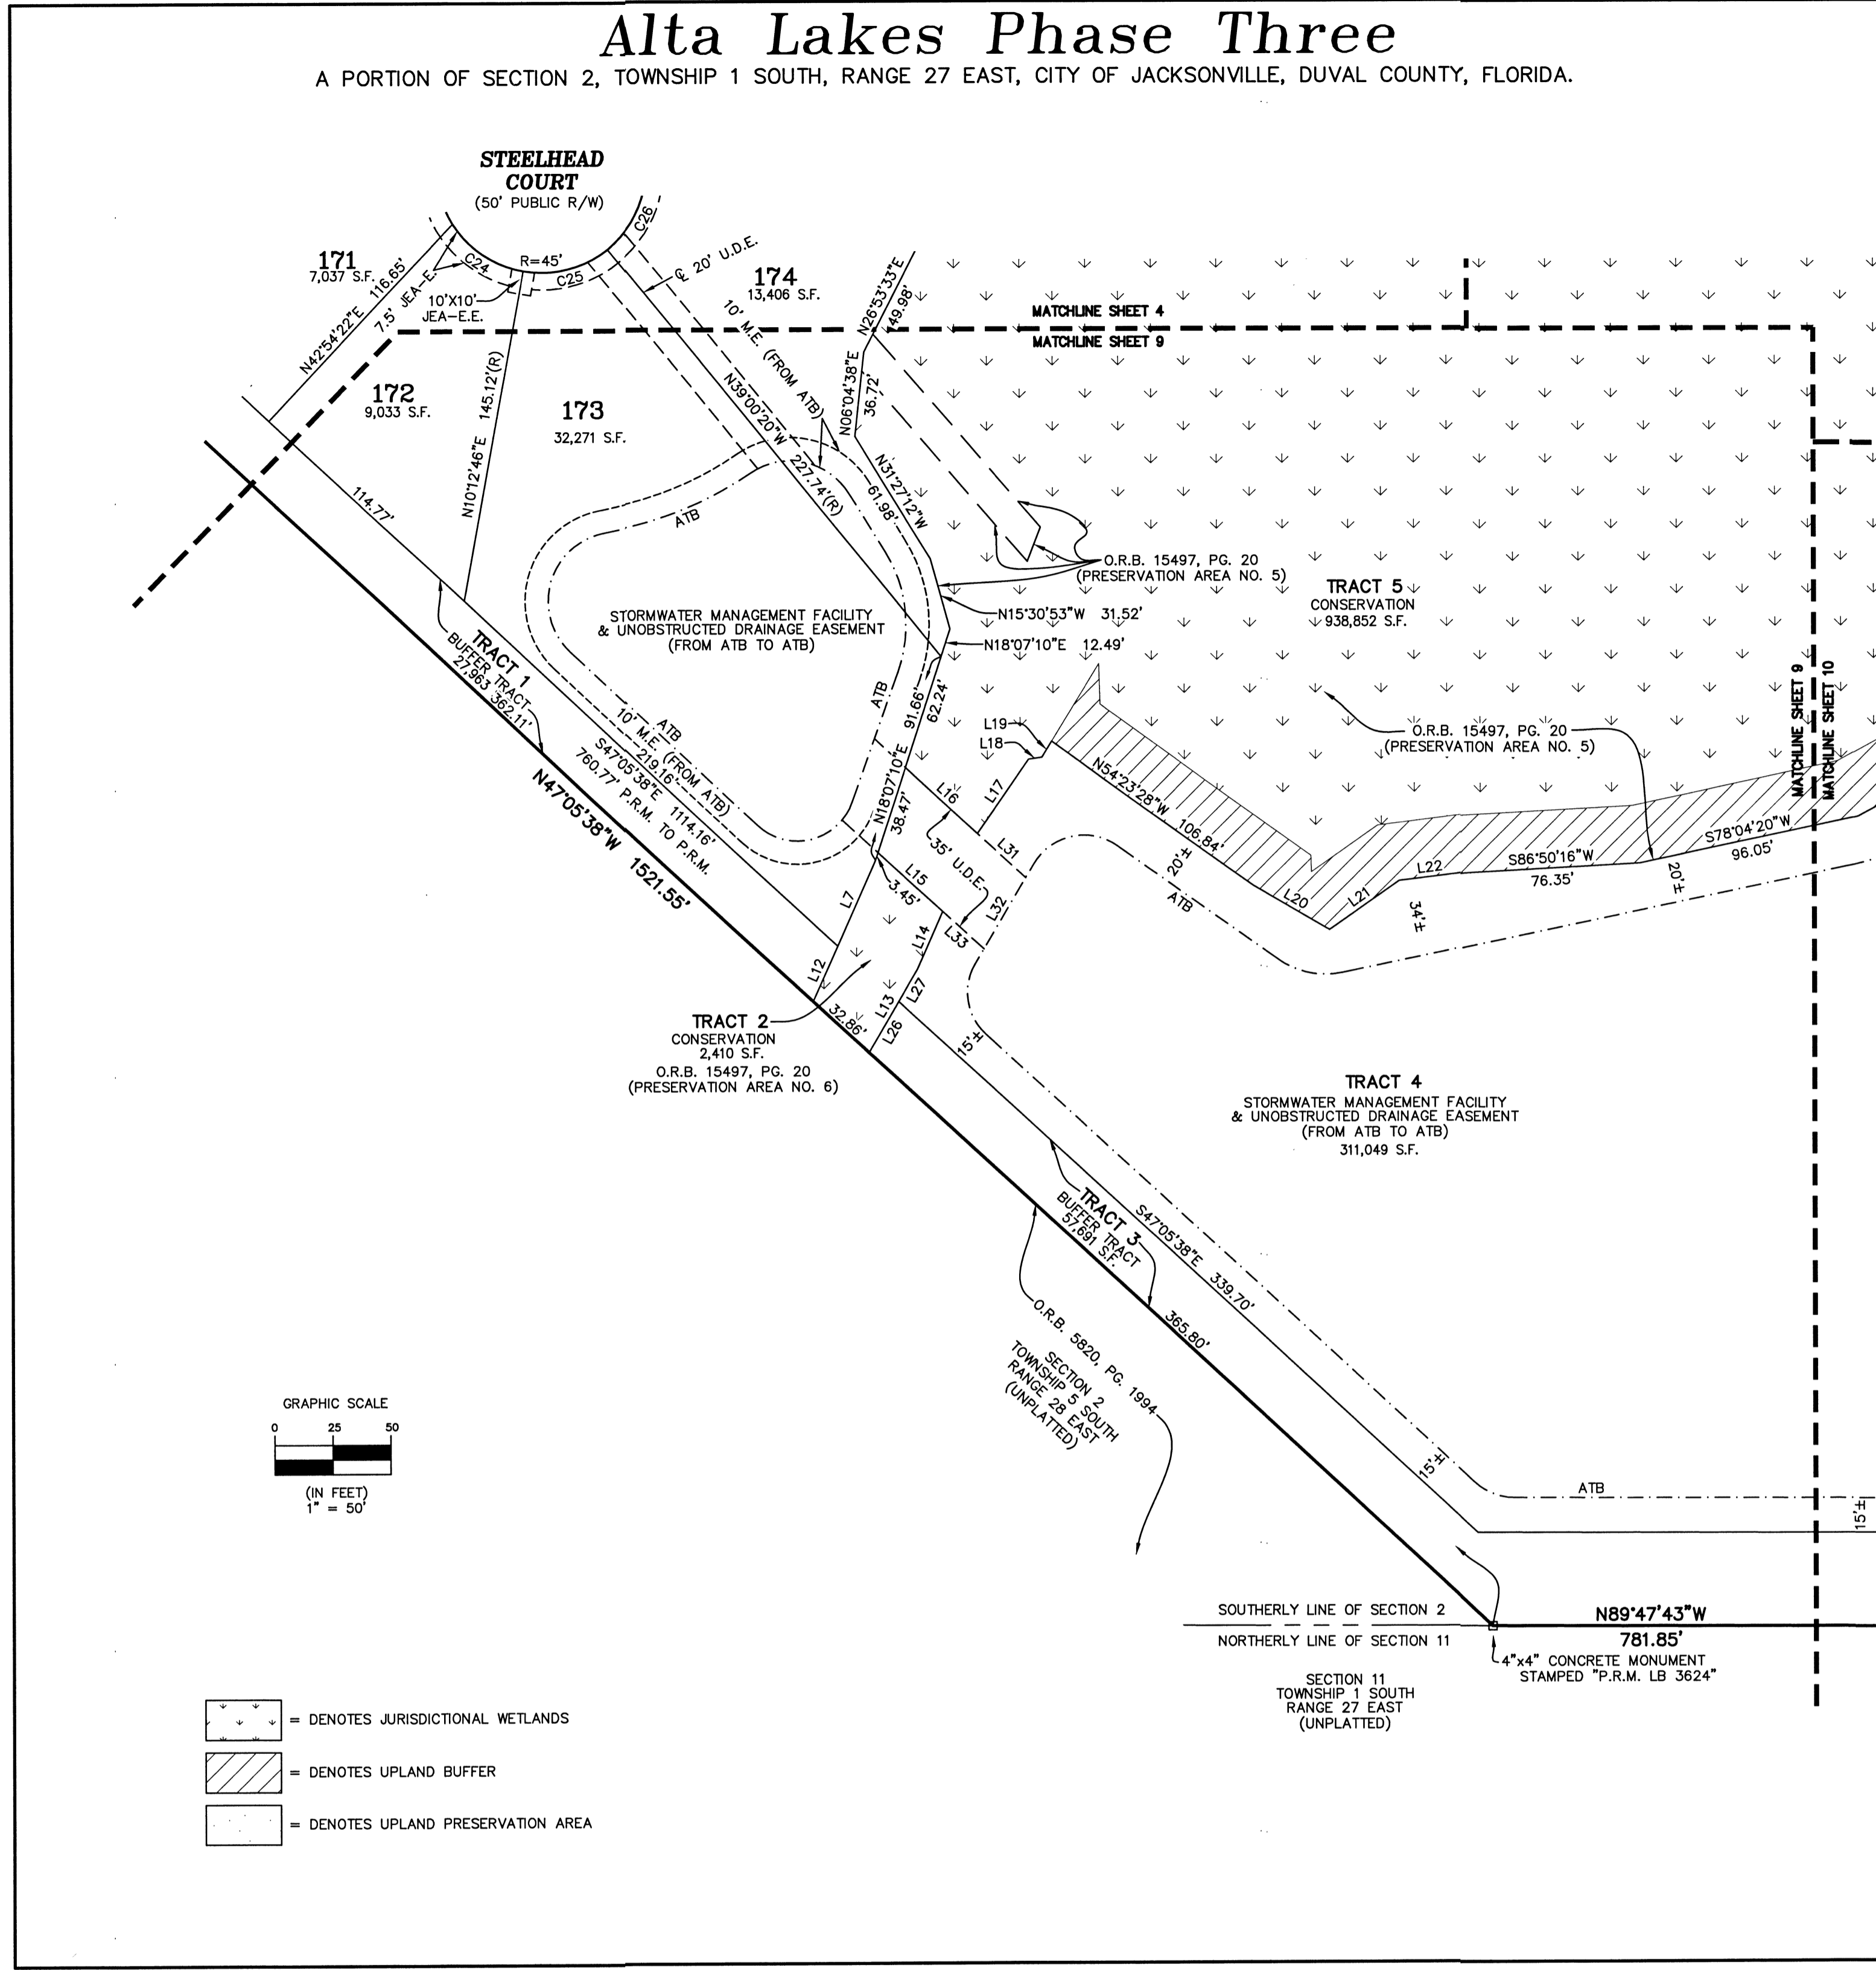 Alta Lakes Phase Three
A PORTION OF SECTION 2, TOWNSHIP 1 SOUTH, RANGE 27 EAST, CITY OF JACKSONVILLE, DUVAL COUNTY, FLORIDA.
STEELHEAD
COURT
(50' PUBLIC R/W)
171
7,037 S.F.
N42°54'22"E 116.65'
7.5' JEA-E.E.
C24
R=45'
C25
C26
10'X10'
JEA-E.E.
℄ 20' U.D.E.
174
13,406 S.F.
10' M.E. (FROM ATB)
N26°53'33"E
49.98'
MATCHLINE SHEET 4
MATCHLINE SHEET 9
172
9,033 S.F.
N10°12'46"E 145.12'(R)
173
32,271 S.F.
N39°00'20"W 227.74'(R)
N06°04'38"E
36.72'
N31°27'12"W
61.98'
114.77'
ATB
O.R.B. 15497, PG. 20
(PRESERVATION AREA NO. 5)
N15°30'53"W 31.52'
N18°07'10"E 12.49'
TRACT 5
CONSERVATION
938,852 S.F.
STORMWATER MANAGEMENT FACILITY
& UNOBSTRUCTED DRAINAGE EASEMENT
(FROM ATB TO ATB)
TRACT 1
BUFFER TRACT
27,963 362.11'
ATB
10' M.E. (FROM ATB)
219.16'
S47°05'38"E 1114.16'
760.77' P.R.M. TO P.R.M.
N47°05'38"W 1521.55'
ATB
N18°07'10"E 91.66'
62.24'
38.47'
3.45'
L19
L18
L17
L16
L31
35' U.D.E.
L15
L32
L33
L14
L7
L12
L13
L27
L26
32.86'
N54°23'28"W 106.84'
20'±
ATB
L20
L21
L22
S86°50'16"W
76.35'
S78°04'20"W
96.05'
34'±
20'±
O.R.B. 15497, PG. 20
(PRESERVATION AREA NO. 5)
MATCHLINE SHEET 9
MATCHLINE SHEET 10
TRACT 2
CONSERVATION
2,410 S.F.
O.R.B. 15497, PG. 20
(PRESERVATION AREA NO. 6)
15'±
TRACT 4
STORMWATER MANAGEMENT FACILITY
& UNOBSTRUCTED DRAINAGE EASEMENT
(FROM ATB TO ATB)
311,049 S.F.
TRACT 3
BUFFER TRACT
57,691 S.F.
S47°05'38"E 339.70'
365.80'
O.R.B. 5820, PG. 1994
SECTION 2
TOWNSHIP 5 SOUTH
RANGE 28 EAST
(UNPLATTED)
GRAPHIC SCALE
0 25 50
(IN FEET)
1" = 50'
15'±
ATB
15'±
SOUTHERLY LINE OF SECTION 2
NORTHERLY LINE OF SECTION 11
N89°47'43"W
781.85'
4"x4" CONCRETE MONUMENT
STAMPED "P.R.M. LB 3624"
SECTION 11
TOWNSHIP 1 SOUTH
RANGE 27 EAST
(UNPLATTED)
= DENOTES JURISDICTIONAL WETLANDS
= DENOTES UPLAND BUFFER
= DENOTES UPLAND PRESERVATION AREA